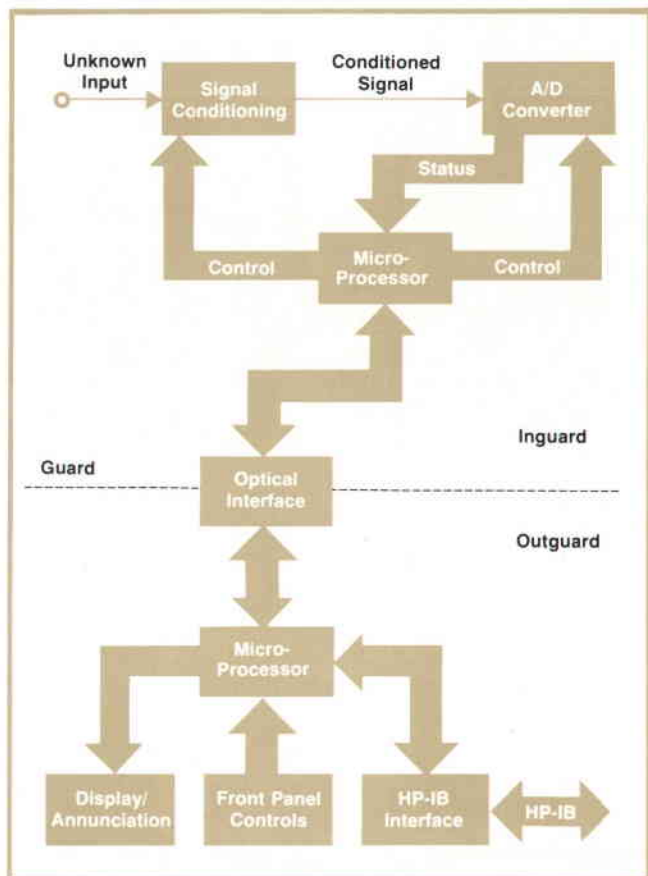 Unknown
Input
Signal
Conditioning
Conditioned
Signal
A/D
Converter
Status
Micro-
Processor
Control
Control
Inguard
Guard
Optical
Interface
Outguard
Micro-
Processor
Display/
Annunciation
Front Panel
Controls
HP-IB
Interface
HP-IB